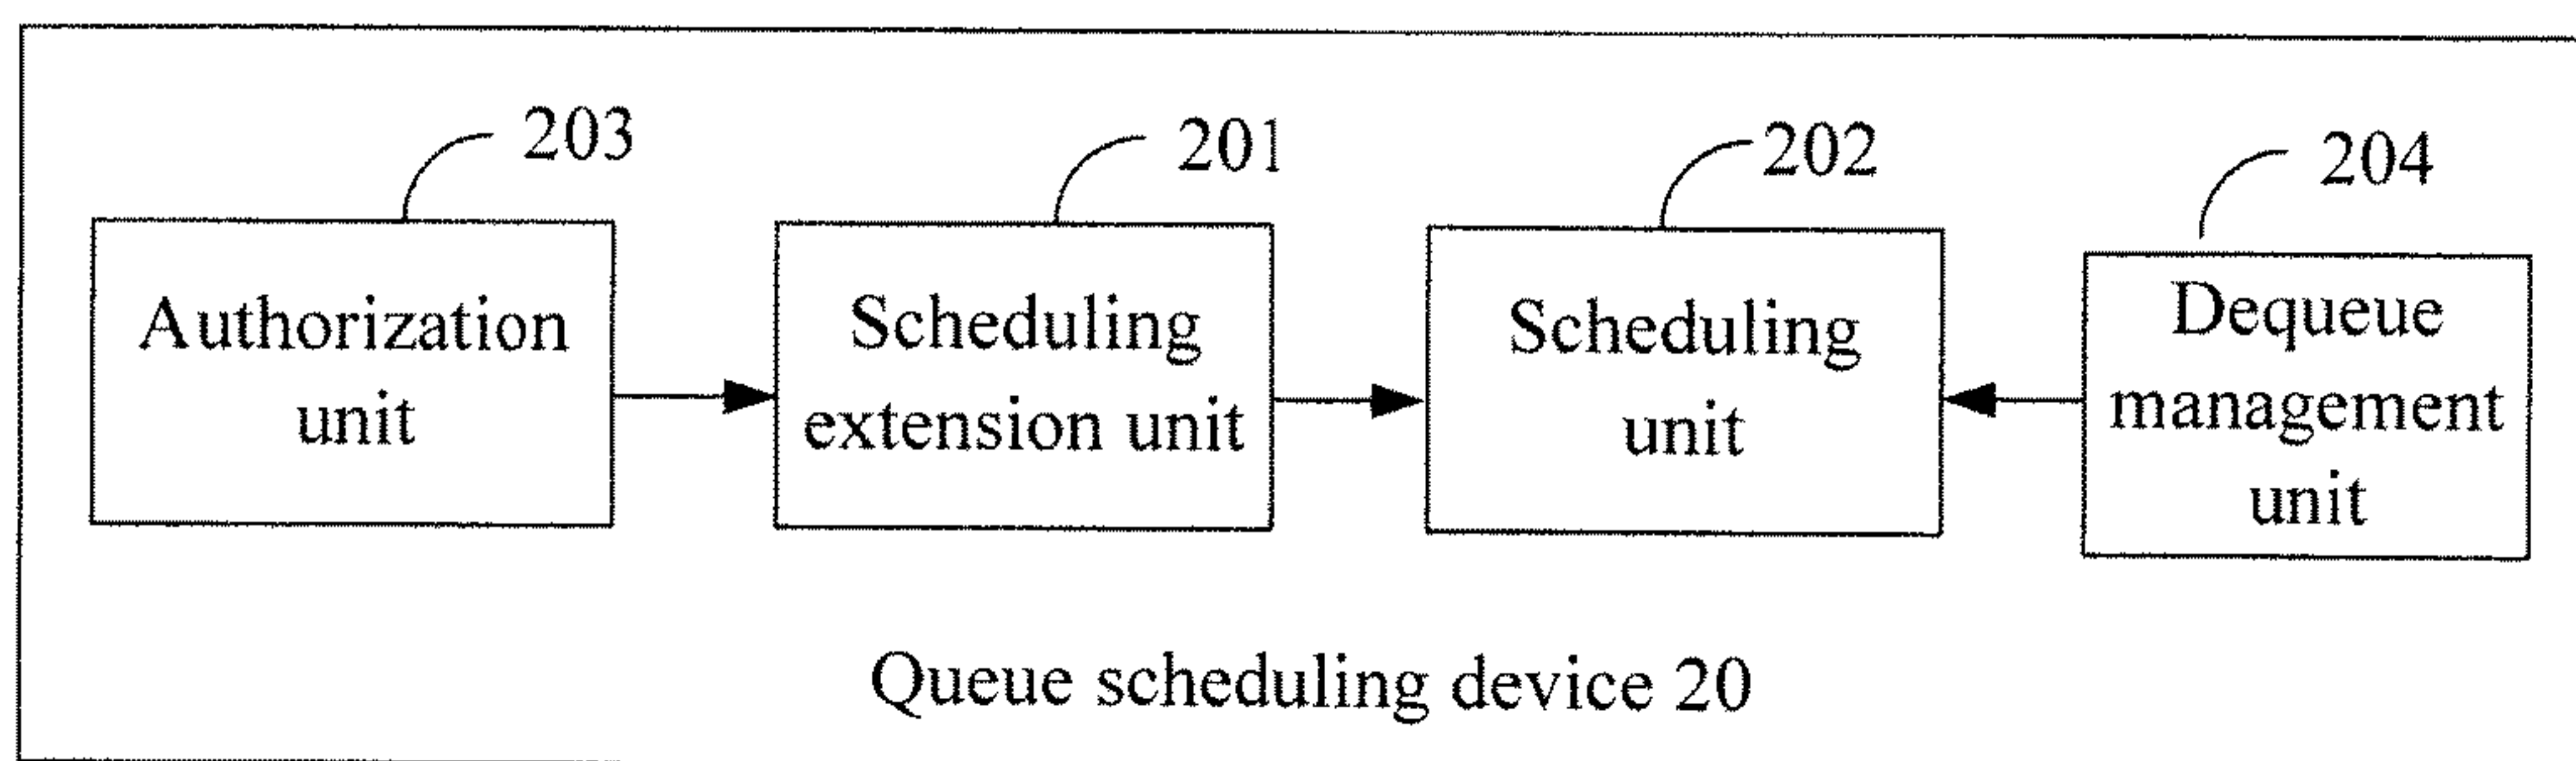 203
201
202
204
Authorization
unit
Scheduling
extension unit
Scheduling
unit
Dequeue
management
unit
Queue scheduling device 20